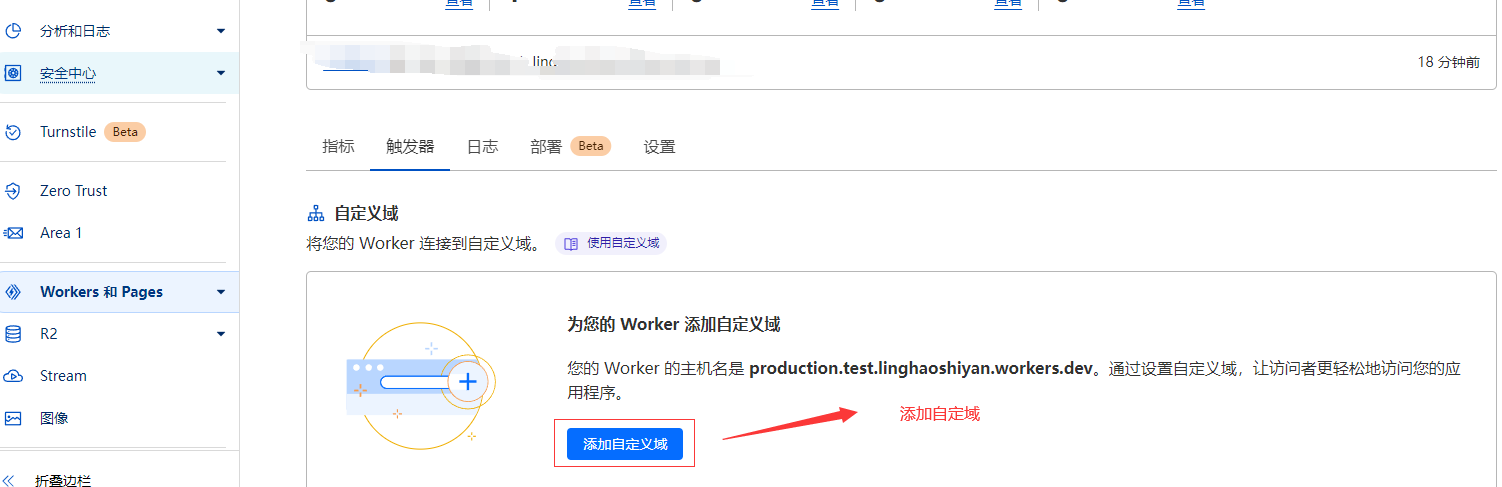 查看 查看 查看 查看 查看
分析和日志
安全中心
18 分钟前
Turnstile Beta
指标 触发器 日志 部署 Beta 设置
Zero Trust
自定义域
Area 1
将您的 Worker 连接到自定义域。 使用自定义域
Workers 和 Pages
为您的 Worker 添加自定义域
R2
您的 Worker 的主机名是 production.test.linghaoshiyan.workers.dev。通过设置自定义域，让访问者更轻松地访问您的应
Stream
用程序。
图像
添加自定域
添加自定义域
折叠边栏